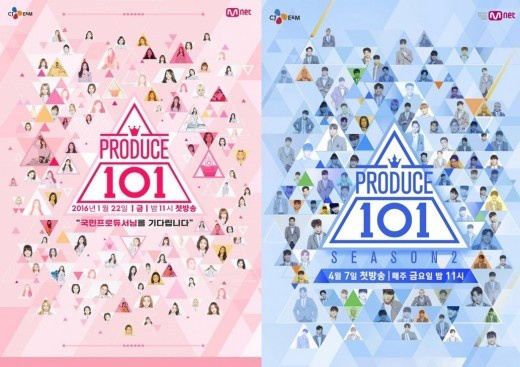 CJ E&M
Mnet
PRODUCE
101
2016년 1월 22일 | 금 | 밤 11시 첫방송
"국민프로듀서님를 기다립니다"
CJ E&M
Mnet
PRODUCE
101
SEASON 2
4월 7일 첫방송 | 매주 금요일 밤 11시